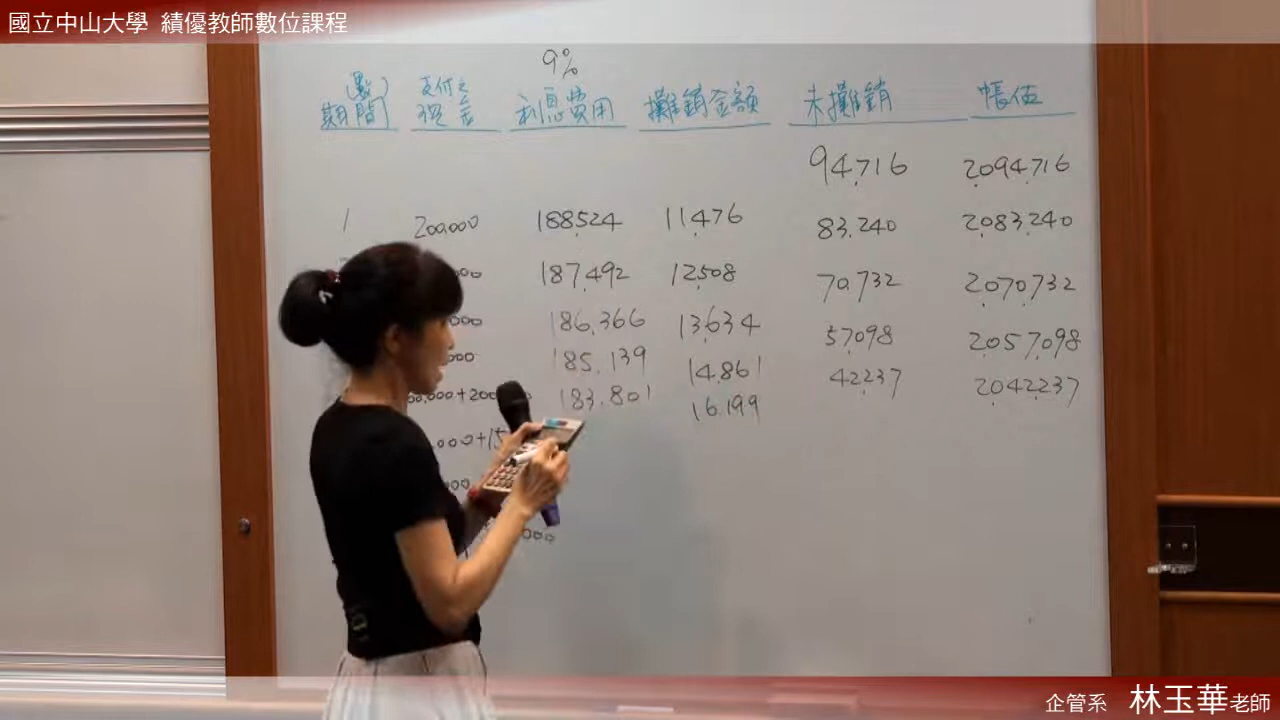 國立中山大學 績優教師數位課程
9%
(數)
期間 支付之現金 利息費用 攤銷金額 未攤銷 帳值
94,716 2,094,716
1 200,000 188,524 11,476 83,240 2,083,240
187,492 12,508 70,732 2,070,732
186,366 13,634 57,098 2,057,098
185,139 14,861 42,237 2,042,237
183,801 16,199
企管系 林玉華老師